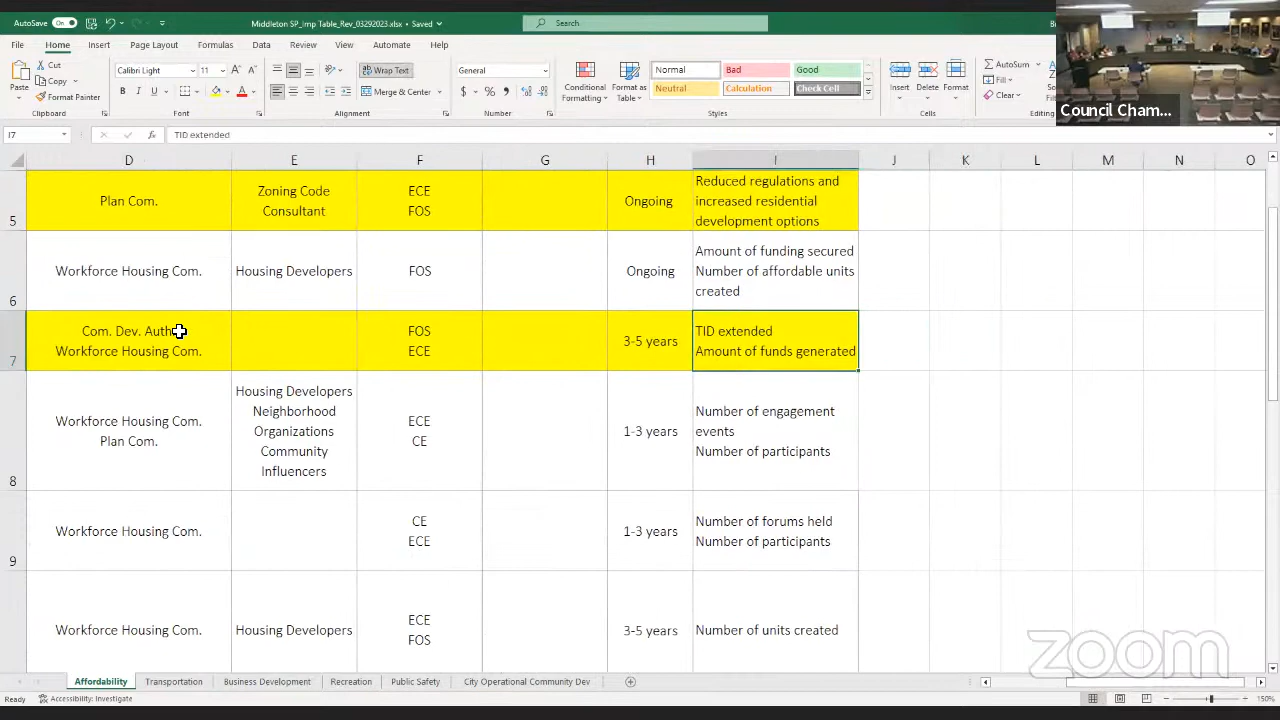 AutoSave
On
Middleton SP_Imp Table_Rev_03292023.xlsx • Saved
Search
File
Home
Insert
Page Layout
Formulas
Data
Review
View
Automate
Help
Paste
Cut
Copy
Format Painter
Clipboard
Calibri Light
11
Font
Wrap Text
Merge & Center
Alignment
General
Number
Conditional Formatting
Format as Table
Normal
Bad
Good
Neutral
Calculation
Check Cell
Styles
Insert
Delete
Format
Cells
AutoSum
Fill
Clear
Council Cham...
I7
TID extended
D E F G H I J K L M N O
5
Plan Com.
Zoning Code
Consultant
ECE
FOS
Ongoing
Reduced regulations and
increased residential
development options
6
Workforce Housing Com.
Housing Developers
FOS
Ongoing
Amount of funding secured
Number of affordable units
created
7
Com. Dev. Auth
Workforce Housing Com.
FOS
ECE
3-5 years
TID extended
Amount of funds generated
8
Workforce Housing Com.
Plan Com.
Housing Developers
Neighborhood
Organizations
Community
Influencers
ECE
CE
1-3 years
Number of engagement
events
Number of participants
9
Workforce Housing Com.
CE
ECE
1-3 years
Number of forums held
Number of participants
Workforce Housing Com.
Housing Developers
ECE
FOS
3-5 years
Number of units created
zoom
Affordability
Transportation
Business Development
Recreation
Public Safety
City Operational Community Dev
Ready
Accessibility: Investigate
150%